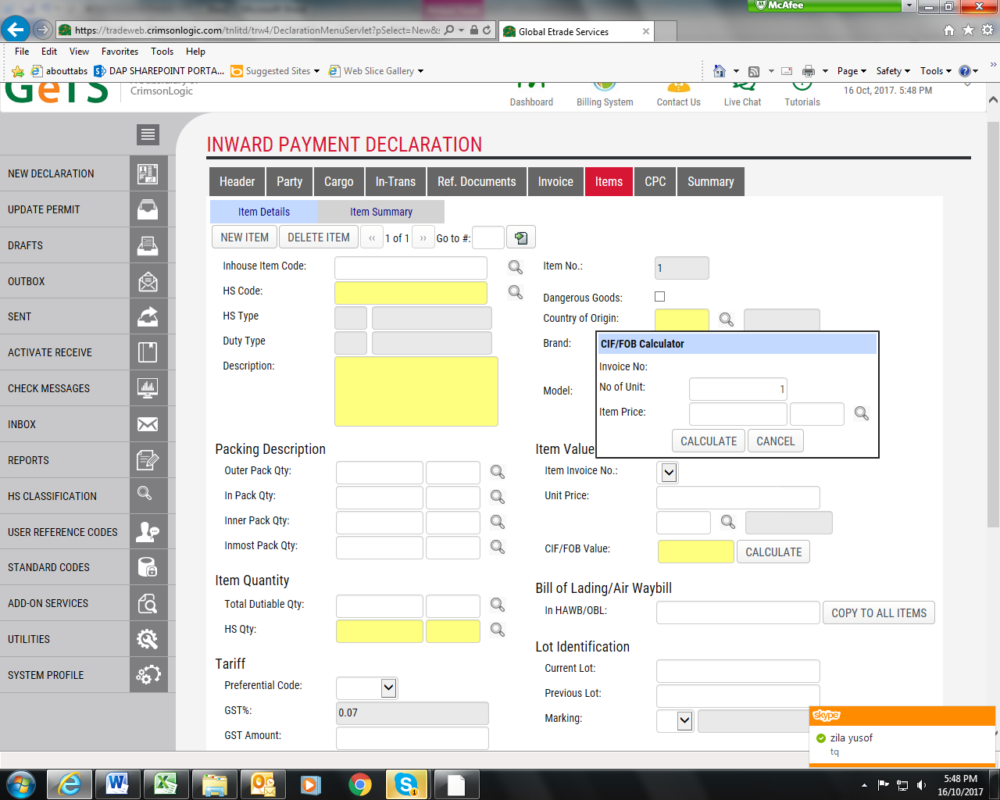 McAfee
https://tradeweb.crimsonlogic.com/tnltd/trw4/DeclarationMenuServlet?pSelect=New&
Global Etrade Services
File Edit View Favorites Tools Help
abouttabs DAP SHAREPOINT PORTA... Suggested Sites Web Slice Gallery
Page Safety Tools
GeTS
CrimsonLogic
Dashboard Billing System Contact Us Live Chat Tutorials
16 Oct, 2017. 5:48 PM
NEW DECLARATION
UPDATE PERMIT
DRAFTS
OUTBOX
SENT
ACTIVATE RECEIVE
CHECK MESSAGES
INBOX
REPORTS
HS CLASSIFICATION
USER REFERENCE CODES
STANDARD CODES
ADD-ON SERVICES
UTILITIES
SYSTEM PROFILE
INWARD PAYMENT DECLARATION
Header Party Cargo In-Trans Ref. Documents Invoice Items CPC Summary
Item Details Item Summary
NEW ITEM DELETE ITEM ‹‹ 1 of 1 ›› Go to #:
Inhouse Item Code:
HS Code:
HS Type
Duty Type
Description:
Item No.: 1
Dangerous Goods:
Country of Origin:
Brand:
Model:
CIF/FOB Calculator
Invoice No:
No of Unit: 1
Item Price:
CALCULATE CANCEL
Packing Description
Outer Pack Qty:
In Pack Qty:
Inner Pack Qty:
Inmost Pack Qty:
Item Value
Item Invoice No.:
Unit Price:
CIF/FOB Value: CALCULATE
Item Quantity
Total Dutiable Qty:
HS Qty:
Bill of Lading/Air Waybill
In HAWB/OBL: COPY TO ALL ITEMS
Tariff
Preferential Code:
GST%: 0.07
GST Amount:
Lot Identification
Current Lot:
Previous Lot:
Marking:
skype
zila yusof
tq
5:48 PM
16/10/2017